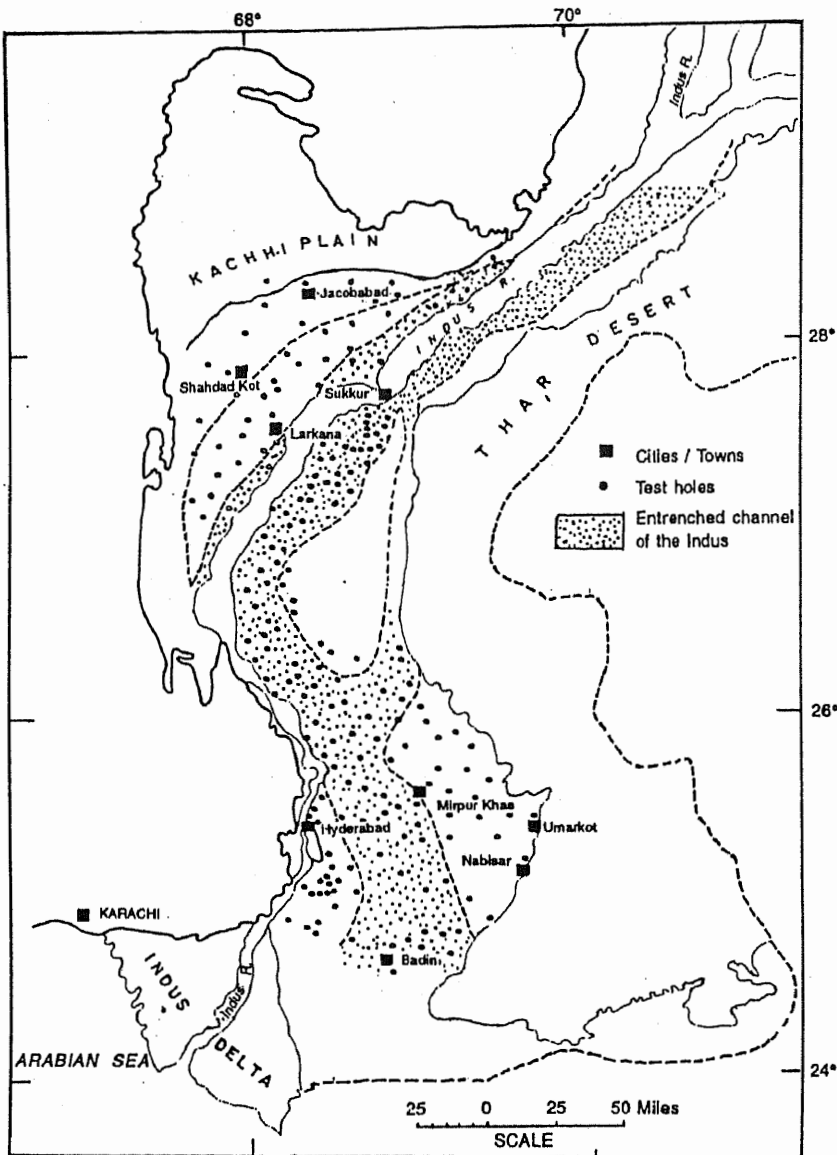 68°
70°
Indus R.
KACHHI PLAIN
Jacobabad
INDUS R.
THAR DESERT
28°
Shahdad Kot
Sukkur
Larkana
Cities / Towns
Test holes
Entrenched channel
of the Indus
26°
Mirpur Khas
Hyderabad
Umarkot
Nabisar
KARACHI
Badin
INDUS
DELTA
Indus R.
ARABIAN SEA
24°
25 0 25 50 Miles
SCALE